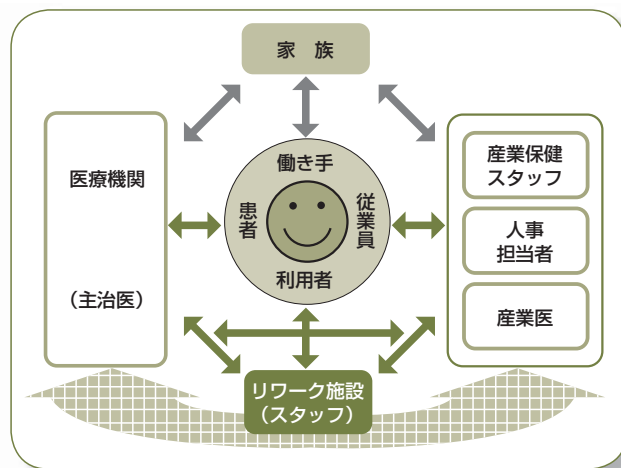 家　族
医療機関
（主治医）
働き手
患者
従業員
利用者
産業保健
スタッフ
人事
担当者
産業医
リワーク施設
（スタッフ）